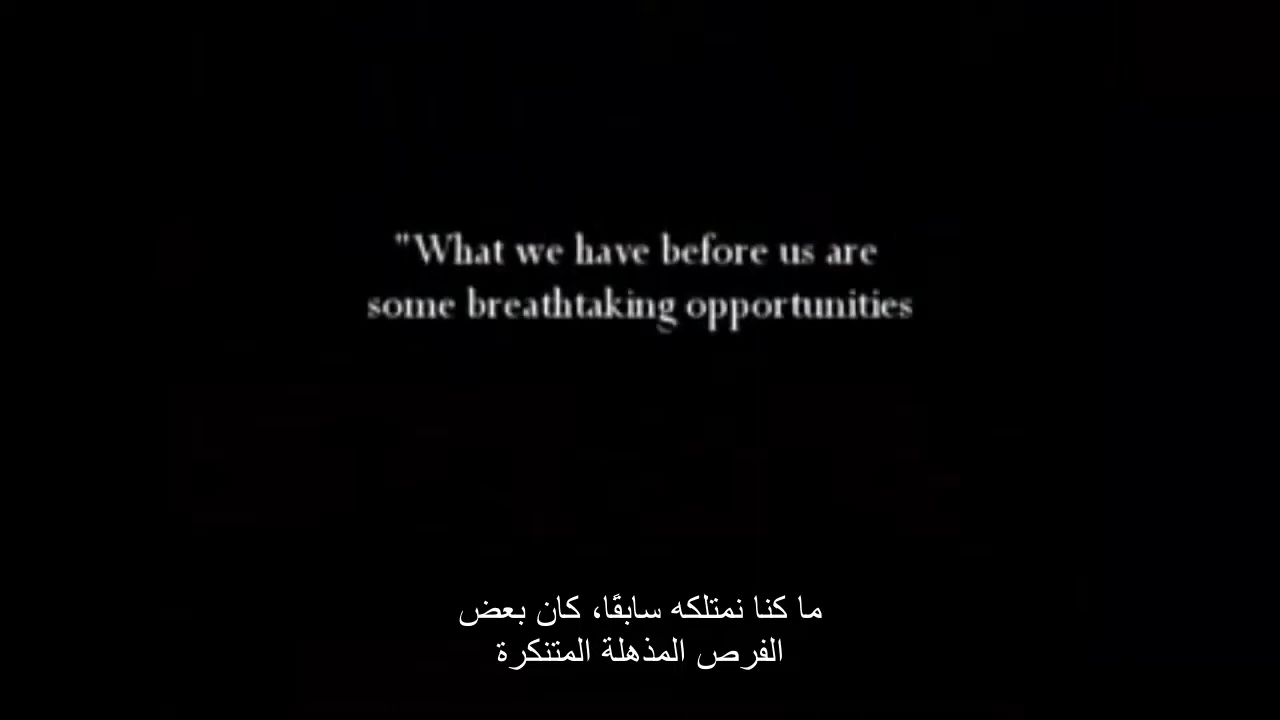 "What we have before us are
some breathtaking opportunities
ما كنا نمتلكه سابقًا، كان بعض
الفرص المذهلة المتنكرة